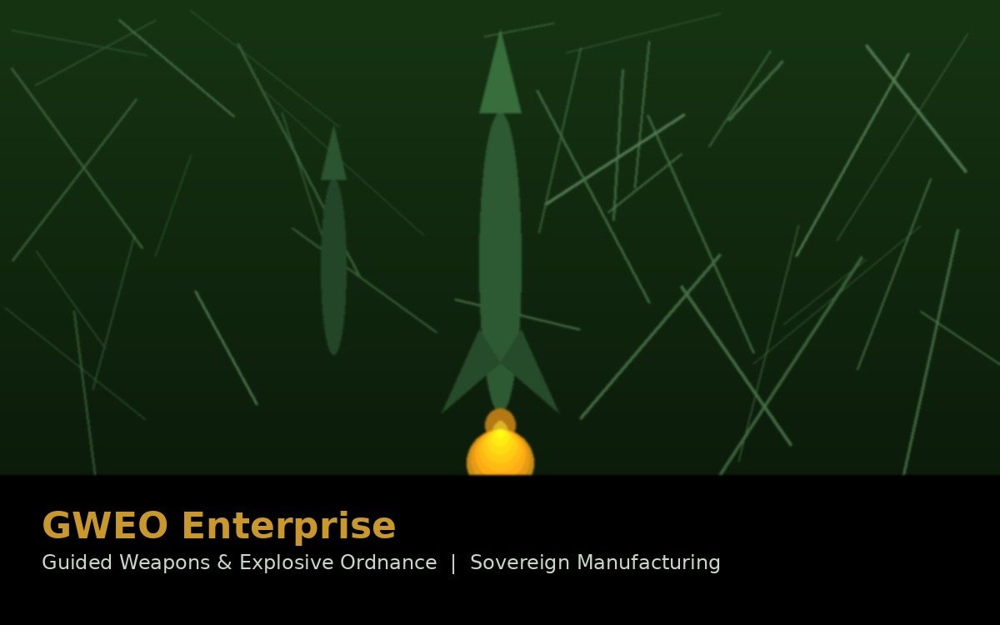 GWEO Enterprise
Guided Weapons & Explosive Ordnance | Sovereign Manufacturing